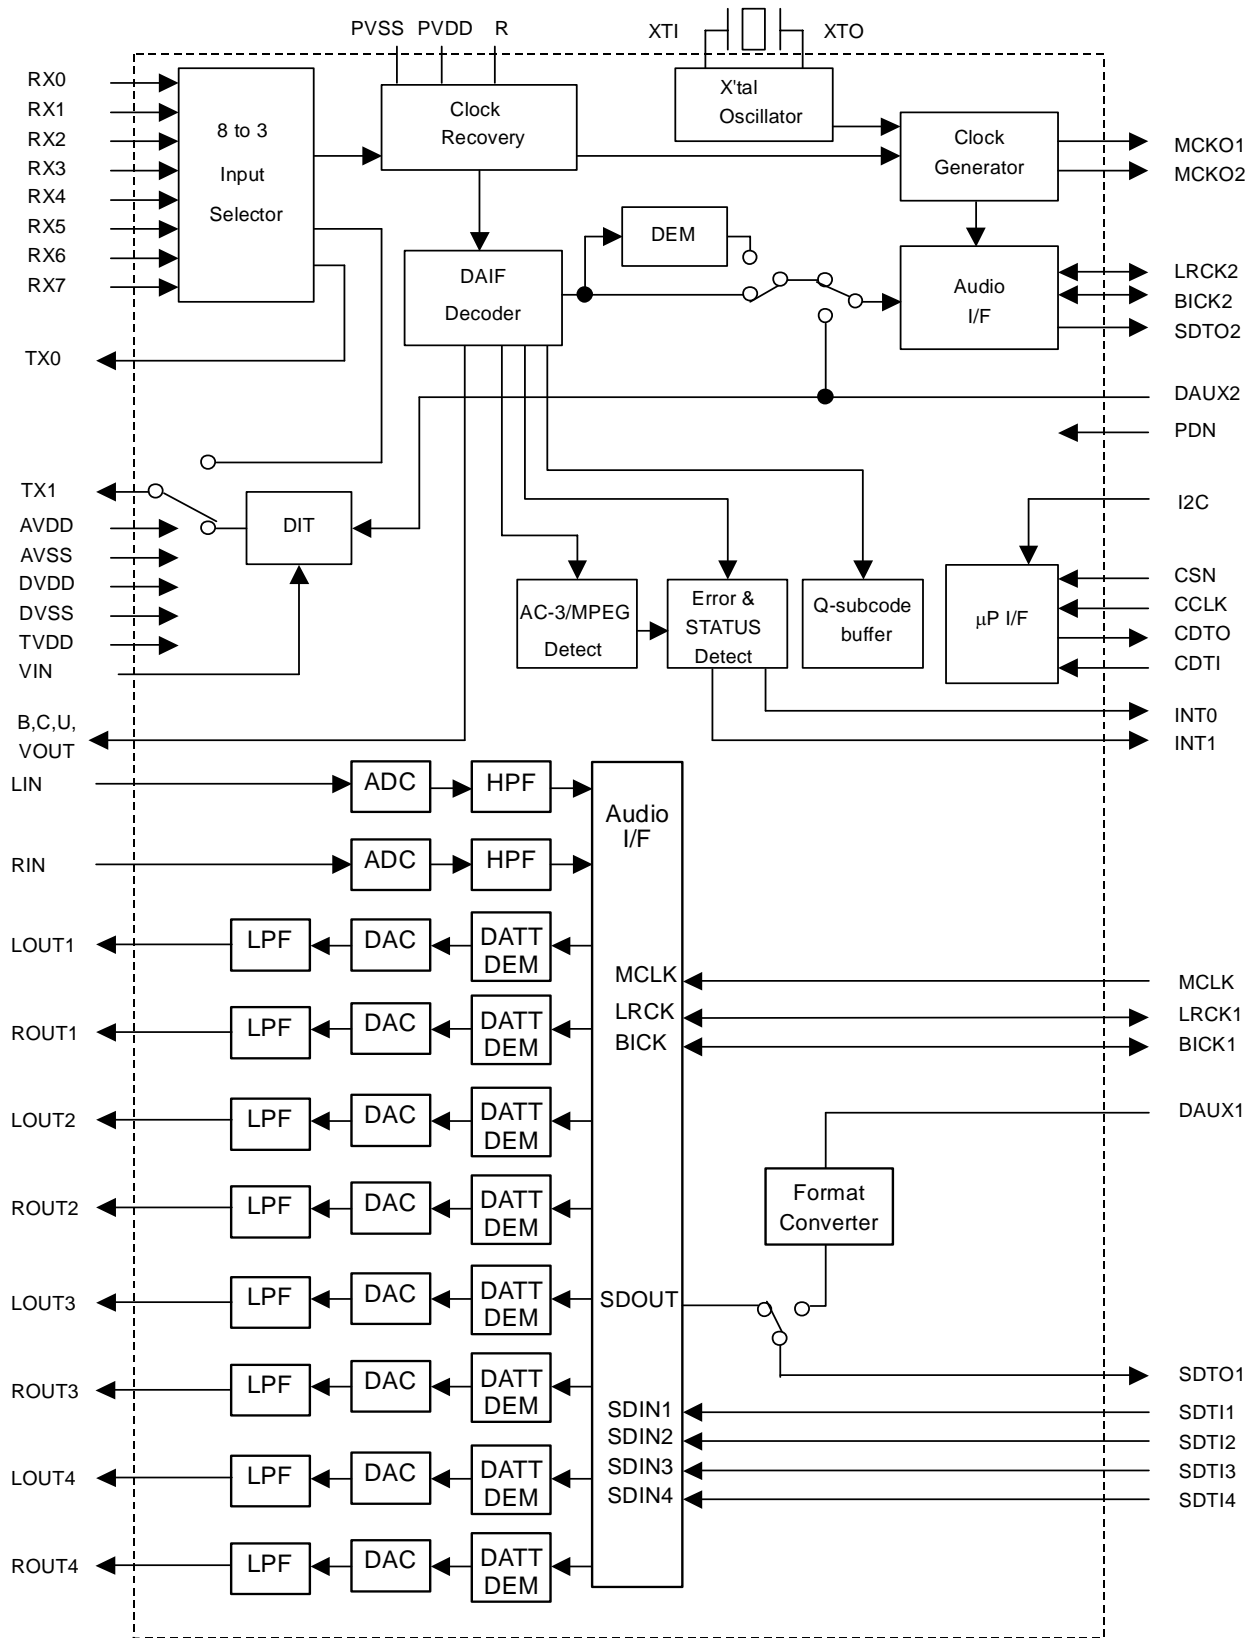 PVSS PVDD R XTI XTO
RX0
RX1
RX2
RX3
RX4
RX5
RX6
RX7
8 to 3
Input
Selector
Clock
Recovery
X'tal
Oscillator
Clock
Generator
MCKO1
MCKO2
DEM
DAIF
Decoder
Audio
I/F
LRCK2
BICK2
SDTO2
TX0
DAUX2
PDN
TX1
AVDD
AVSS
DVDD
DVSS
TVDD
VIN
DIT
I2C
AC-3/MPEG
Detect
Error &
STATUS
Detect
Q-subcode
buffer
μP I/F
CSN
CCLK
CDTO
CDTI
INT0
INT1
B,C,U,
VOUT
LIN
ADC
HPF
Audio
I/F
RIN
ADC
HPF
LOUT1
LPF
DAC
DATT
DEM
MCLK
MCLK
ROUT1
LPF
DAC
DATT
DEM
LRCK
LRCK1
BICK
BICK1
LOUT2
LPF
DAC
DATT
DEM
DAUX1
ROUT2
LPF
DAC
DATT
DEM
Format
Converter
LOUT3
LPF
DAC
DATT
DEM
SDOUT
ROUT3
LPF
DAC
DATT
DEM
SDTO1
SDIN1
SDTI1
SDIN2
SDTI2
LOUT4
LPF
DAC
DATT
DEM
SDIN3
SDTI3
SDIN4
SDTI4
ROUT4
LPF
DAC
DATT
DEM